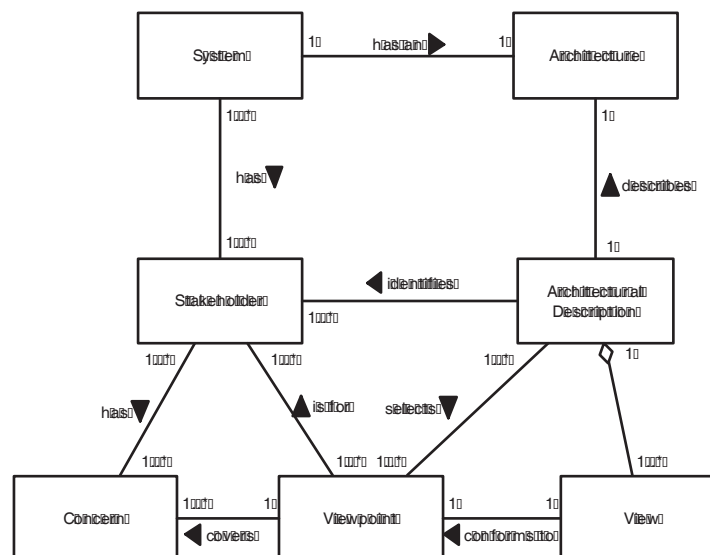 System
1
has an
1
Architecture
1..*
1
has
describes
1..*
1
Stakeholder
identifies
Architectural
Description
1..*
1..*
1..*
1..*
1
has
is for
selects
1..*
1..*
1..*
1..*
Concern
1..*
1
Viewpoint
1
1
View
covers
conforms to